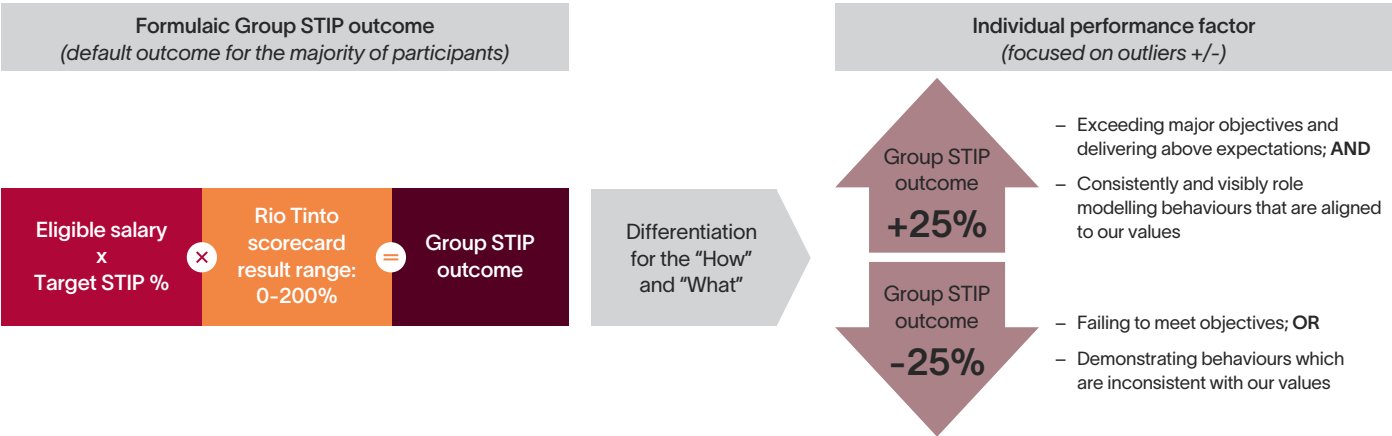 Formulaic Group STIP outcome
(default outcome for the majority of participants)
Eligible salary
x
Target STIP %
×
Rio Tinto
scorecard
result range:
0-200%
=
Group STIP
outcome
Differentiation
for the "How"
and "What"
Individual performance factor
(focused on outliers +/-)
Group STIP
outcome
+25%
– Exceeding major objectives and
delivering above expectations; AND
– Consistently and visibly role
modelling behaviours that are aligned
to our values
Group STIP
outcome
-25%
– Failing to meet objectives; OR
– Demonstrating behaviours which
are inconsistent with our values